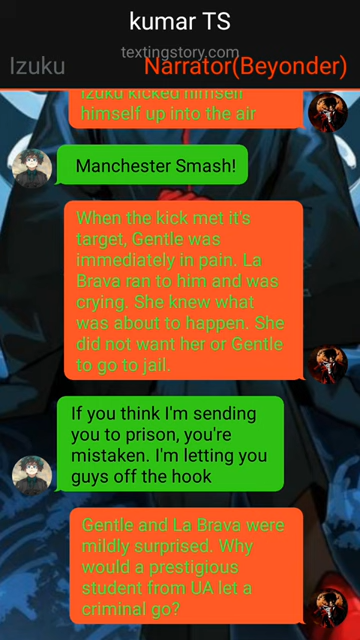 kumar TS
textingstory.com
Izuku
Narrator(Beyonder)
Izuku kicked himself
himself up into the air
Manchester Smash!
When the kick met it's
target, Gentle was
immediately in pain. La
Brava ran to him and was
crying. She knew what
was about to happen. She
did not want her or Gentle
to go to jail.
If you think I'm sending
you to prison, you're
mistaken. I'm letting you
guys off the hook
Gentle and La Brava were
mildly surprised. Why
would a prestigious
student from UA let a
criminal go?